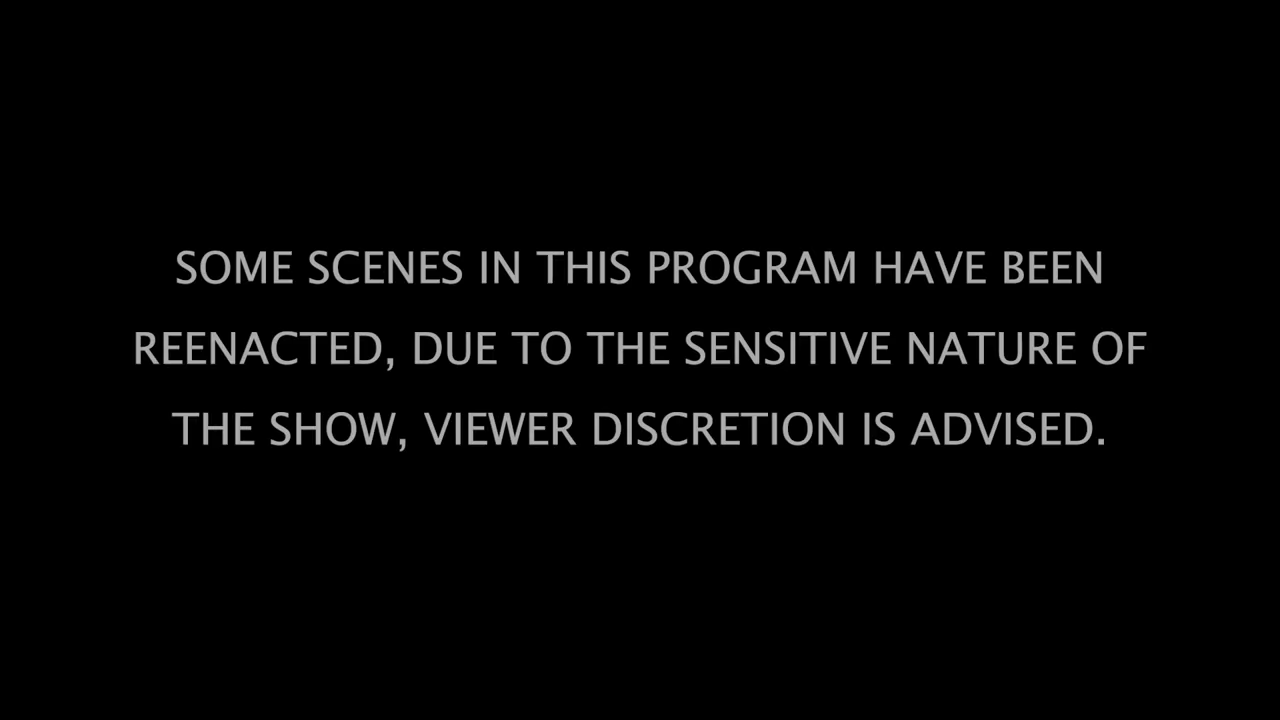 SOME SCENES IN THIS PROGRAM HAVE BEEN
REENACTED, DUE TO THE SENSITIVE NATURE OF
THE SHOW, VIEWER DISCRETION IS ADVISED.